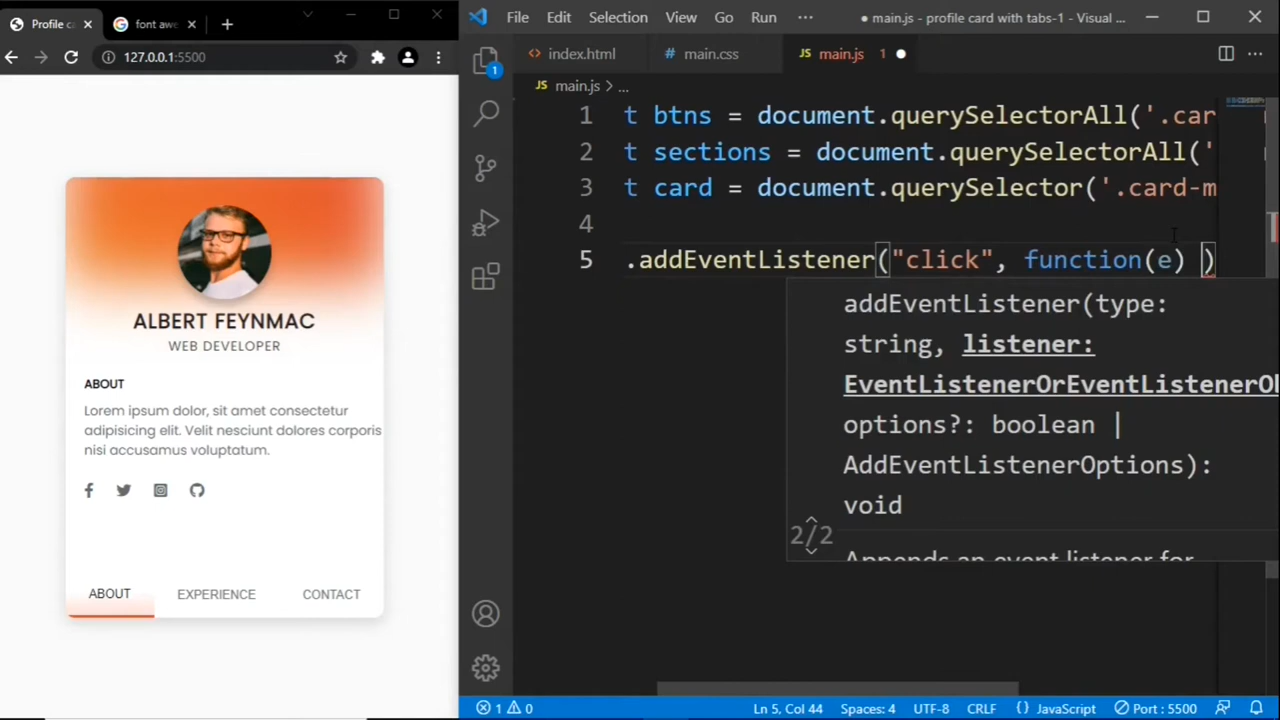 Profile ca
font awe
127.0.0.1:5500
ALBERT FEYNMAC
WEB DEVELOPER
ABOUT
Lorem ipsum dolor, sit amet consectetur
adipisicing elit. Velit nesciunt dolores corporis
nisi accusamus voluptatum.
ABOUT EXPERIENCE CONTACT
File Edit Selection View Go Run ··· ● main.js - profile card with tabs-1 - Visual ...
<> index.html # main.css JS main.js 1 ●
JS main.js > ...
1 t btns = document.querySelectorAll('.car
2 t sections = document.querySelectorAll('
3 t card = document.querySelector('.card-m
4
5 .addEventListener("click", function(e) )
addEventListener(type:
string, listener:
EventListenerOrEventListenerOb
options?: boolean |
AddEventListenerOptions):
void
2/2
Appends an event listener for
1
1 0 Ln 5, Col 44 Spaces: 4 UTF-8 CRLF {} JavaScript Port : 5500